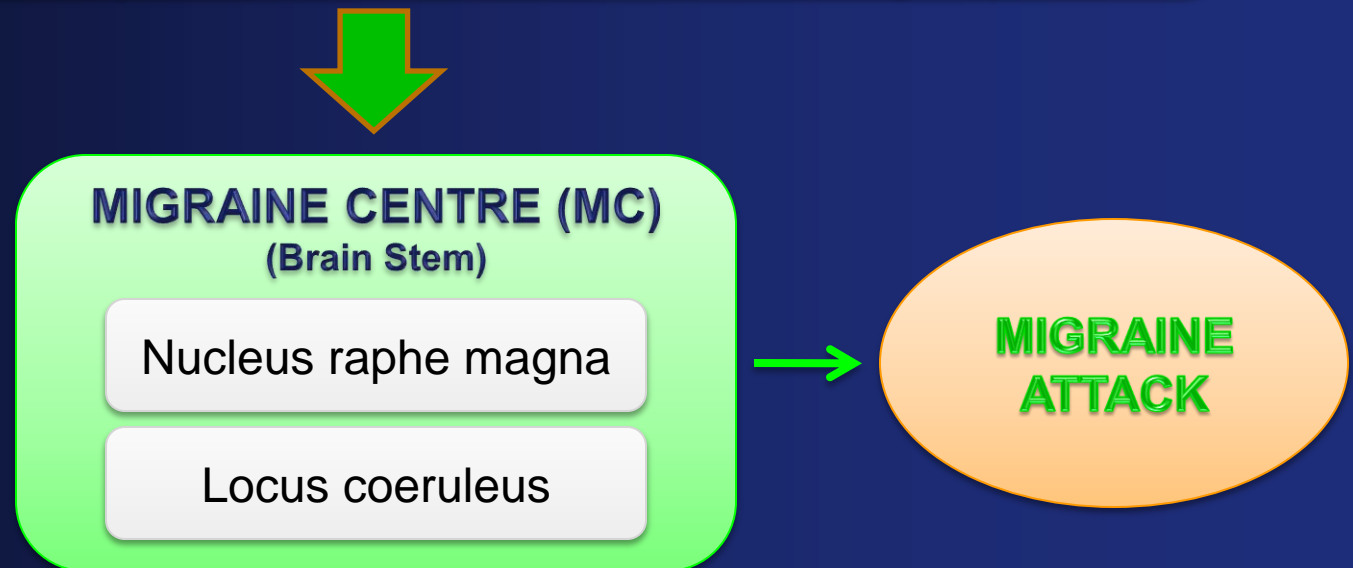 MIGRAINE CENTRE (MC)
(Brain Stem)
Nucleus raphe magna
Locus coeruleus
MIGRAINE
ATTACK